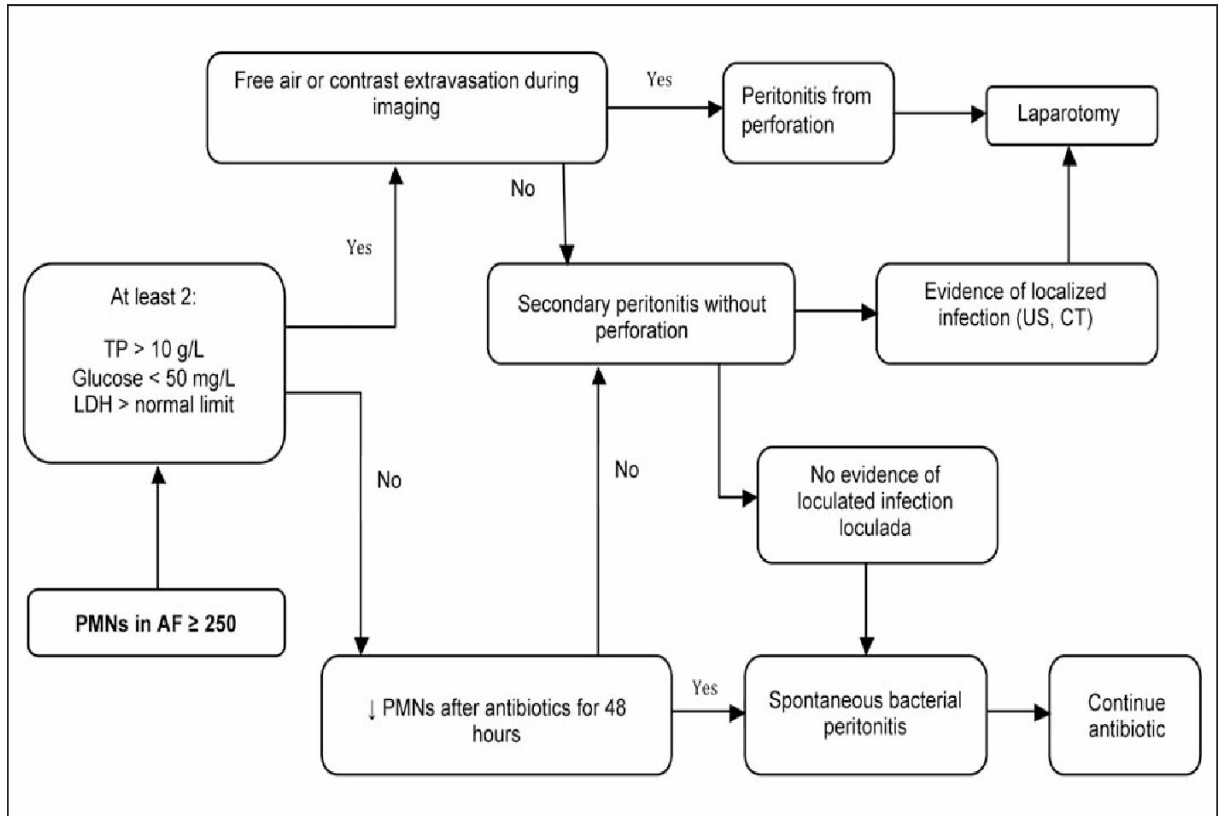 Free air or contrast extravasation during
imaging
Yes
Peritonitis from
perforation
Laparotomy
No
Yes
At least 2:
TP > 10 g/L
Glucose < 50 mg/L
LDH > normal limit
Secondary peritonitis without
perforation
Evidence of localized
infection (US, CT)
No
No
No evidence of
loculated infection
loculada
PMNs in AF ≥ 250
↓ PMNs after antibiotics for 48
hours
Yes
Spontaneous bacterial
peritonitis
Continue
antibiotic